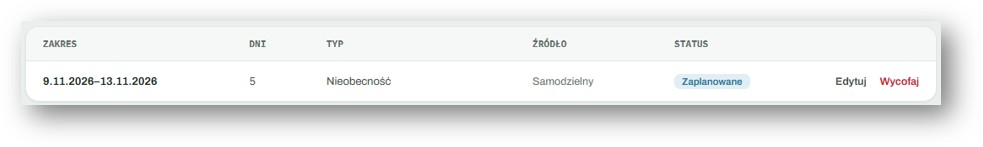 ZAKRES DNI TYP ŹRÓDŁO STATUS
9.11.2026–13.11.2026 5 Nieobecność Samodzielny Zaplanowane Edytuj Wycofaj